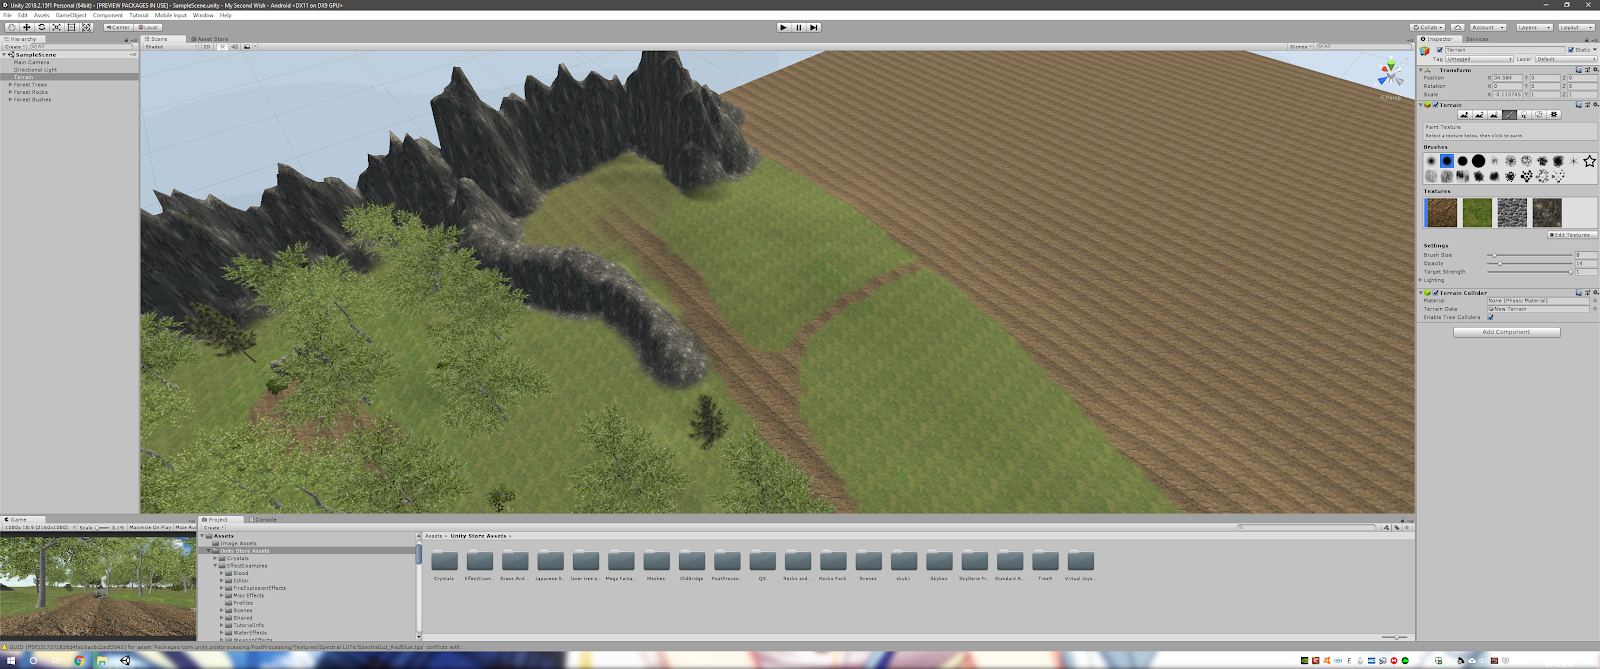 Unity 2018.2.15f1 Personal (64bit) - [PREVIEW PACKAGES IN USE] - SampleScene.unity - My Second Wish - Android <DX11 on DX9 GPU>
File Edit Assets GameObject Component Tutorial Mobile Input Window Help
Center Local
Collab Account Layers Layout
Hierarchy
Create
SampleScene
Main Camera
Directional Light
Terrain
Forest Trees
Forest Rocks
Forest Bushes
Scene Asset Store
Shaded 2D
Gizmos
Persp
Inspector Services
Terrain Static
Tag Untagged Layer Default
Transform
Position X 34.584 Y 0 Z 0
Rotation X 0 Y 0 Z 0
Scale Y 1 Z 1
Terrain
Paint Texture
Select a texture below, then click to paint.
Brushes
Textures
Edit Textures...
Settings
Brush Size 8
Opacity 14
Target Strength 1
Lighting
Terrain Collider
Material None (Physic Material)
Terrain Data New Terrain
Enable Tree Colliders
Add Component
Game
1080p 18:9 (2160x1080) Scale 0.19 Maximize On Play Mute Au
Project Console
Create
Assets
Image Assets
Unity Store Assets
Crystals
EffectExamples
Blood
Editor
FireExplosionEffects
Misc Effects
Profiles
Scenes
Shared
TutorialInfo
WaterEffects
WeaponEffects
Assets Unity Store Assets
Crystals EffectExam... Grass And ... Japanese S... laxer tree p... Mega Fanta... Meshes OldBridge PostProces... QS Rocks and ... Rocks Pack Scenes skyb1 Skybox SkySerie Fr... Standard A... Tree9 Virtual Joys...
for asset 'Packages/com.unity.postprocessing/PostProcessing/Textures/Spectral LUTs/SpectralLut_RedBlue.tga' conflicts with: